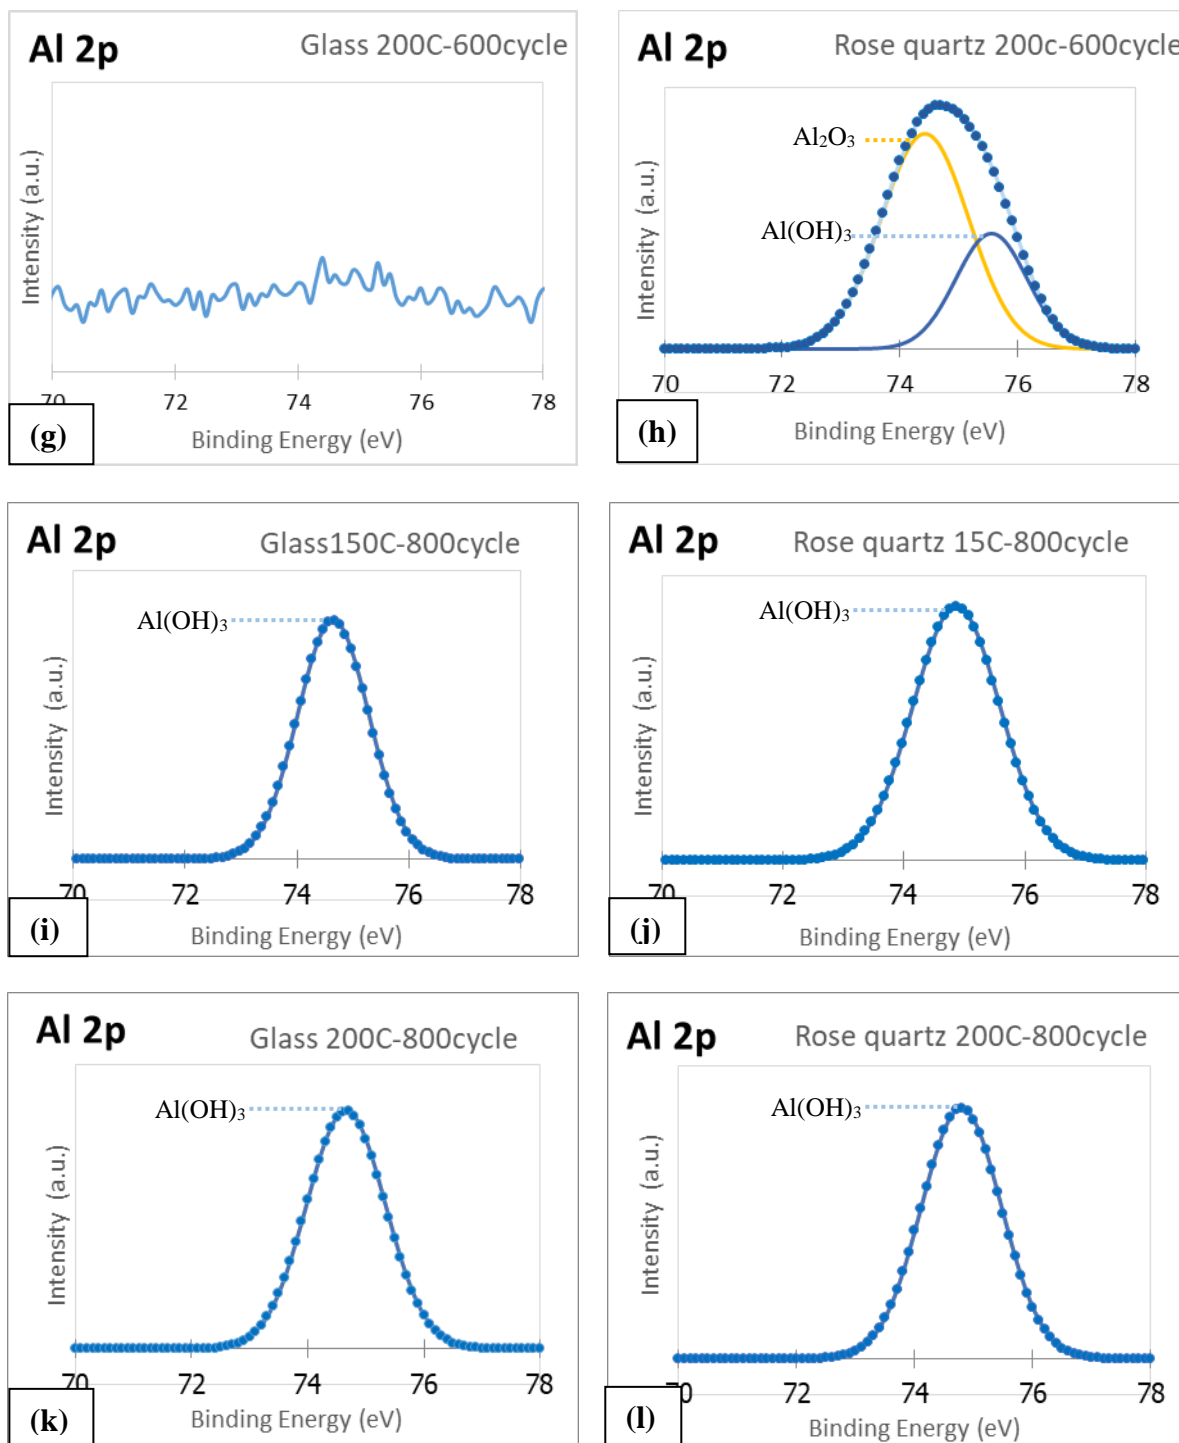 Al 2p
Glass 200C-600cycle
Intensity (a.u.)
70 72 74 76 78
Binding Energy (eV)
(g)
Al 2p
Rose quartz 200c-600cycle
Al₂O₃
Al(OH)₃
Intensity (a.u.)
70 72 74 76 78
Binding Energy (eV)
(h)
Al 2p
Glass150C-800cycle
Al(OH)₃
Intensity (a.u.)
70 72 74 76 78
Binding Energy (eV)
(i)
Al 2p
Rose quartz 15C-800cycle
Al(OH)₃
Intensity (a.u.)
70 72 74 76 78
Binding Energy (eV)
(j)
Al 2p
Glass 200C-800cycle
Al(OH)₃
Intensity (a.u.)
70 72 74 76 78
Binding Energy (eV)
(k)
Al 2p
Rose quartz 200C-800cycle
Al(OH)₃
Intensity (a.u.)
70 72 74 76 78
Binding Energy (eV)
(l)